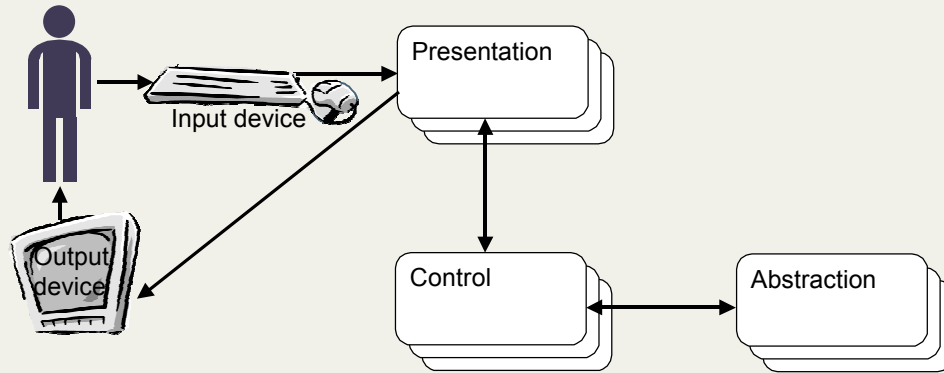 Presentation
Input device
Output
device
Control
Abstraction